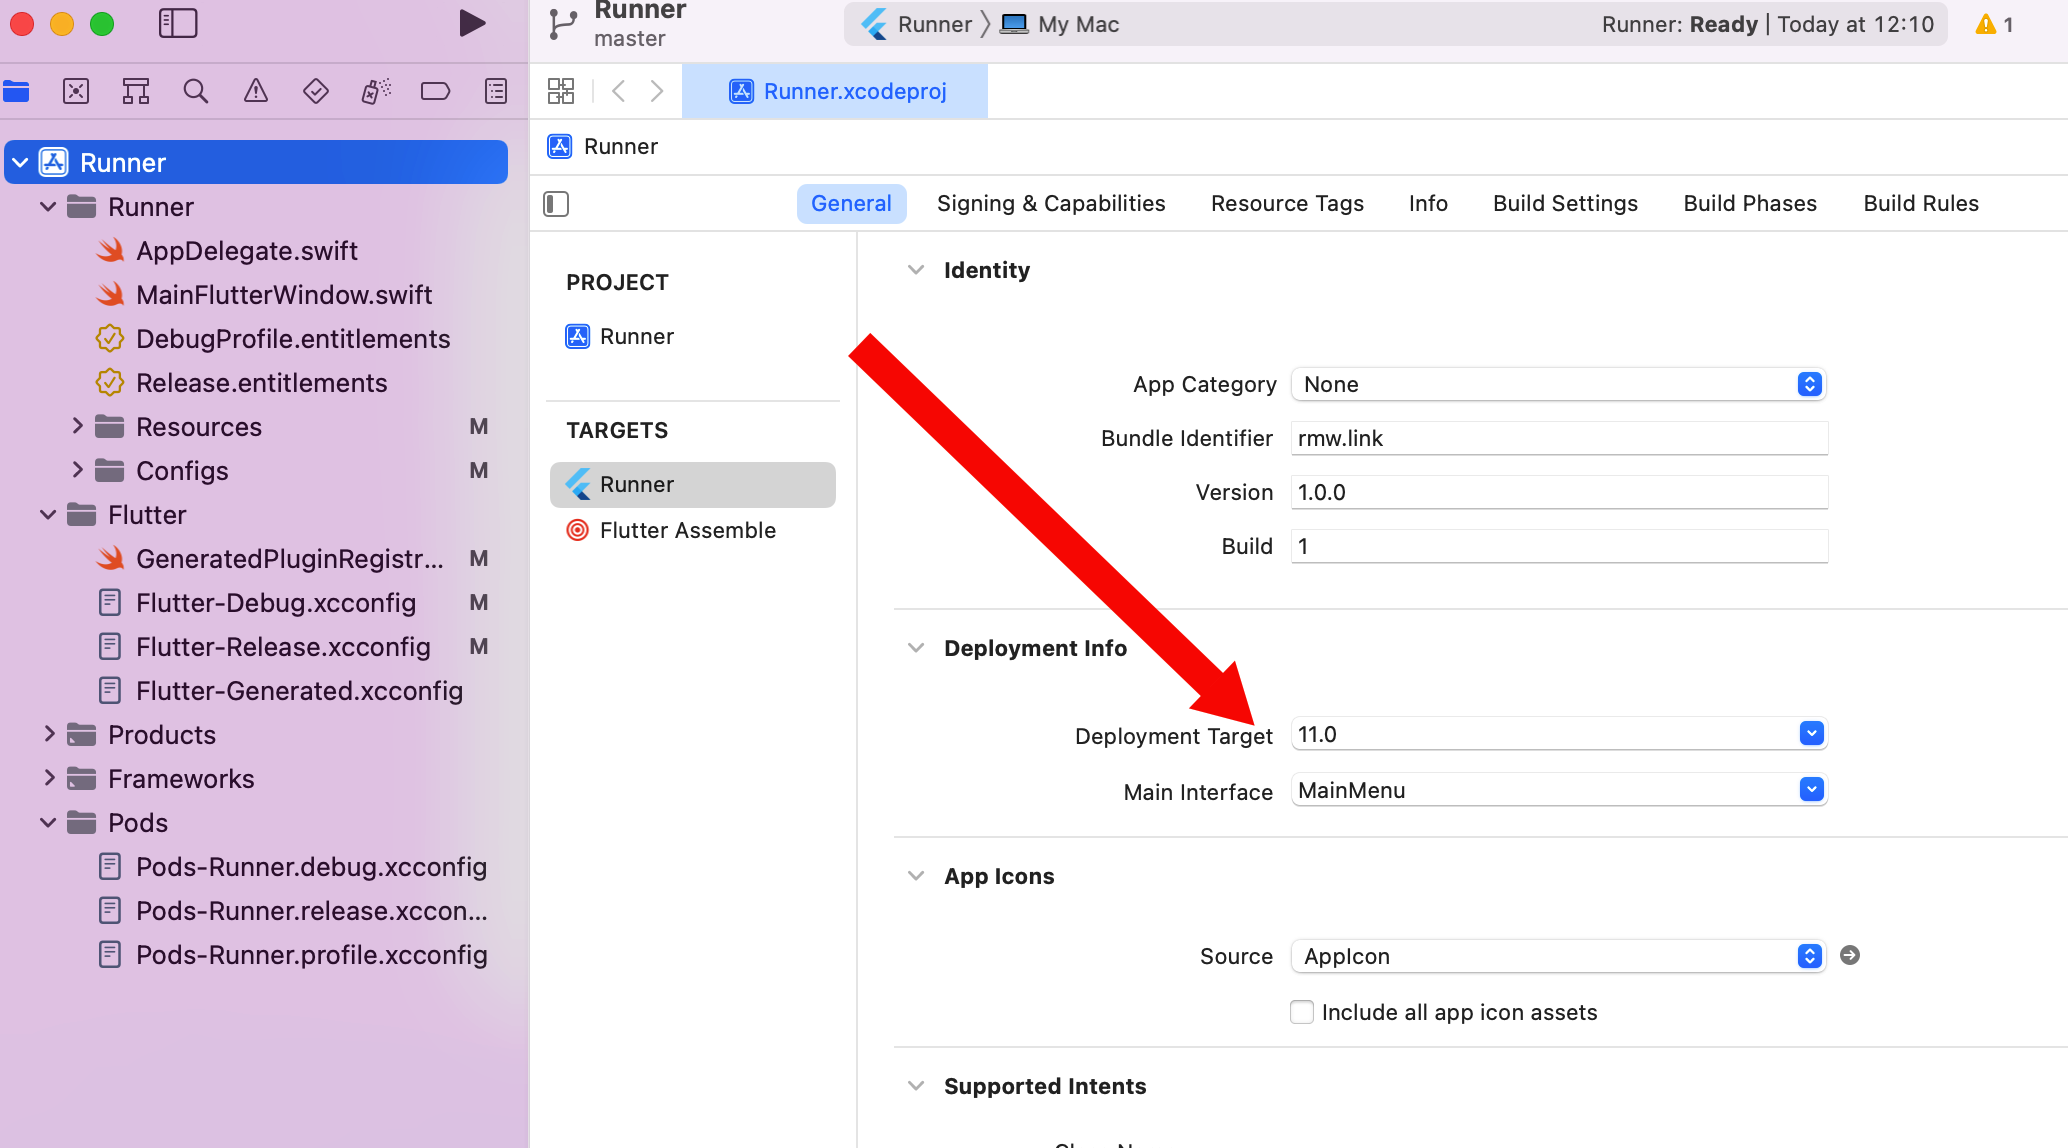 Runner
master
Runner
My Mac
Runner: Ready | Today at 12:10
1
Runner.xcodeproj
Runner
Runner
Runner
AppDelegate.swift
MainFlutterWindow.swift
DebugProfile.entitlements
Release.entitlements
Resources M
Configs M
Flutter
GeneratedPluginRegistr... M
Flutter-Debug.xcconfig M
Flutter-Release.xcconfig M
Flutter-Generated.xcconfig
Products
Frameworks
Pods
Pods-Runner.debug.xcconfig
Pods-Runner.release.xccon...
Pods-Runner.profile.xcconfig
General Signing & Capabilities Resource Tags Info Build Settings Build Phases Build Rules
PROJECT
Runner
TARGETS
Runner
Flutter Assemble
Identity
App Category None
Bundle Identifier rmw.link
Version 1.0.0
Build 1
Deployment Info
Deployment Target 11.0
Main Interface MainMenu
App Icons
Source AppIcon
Include all app icon assets
Supported Intents